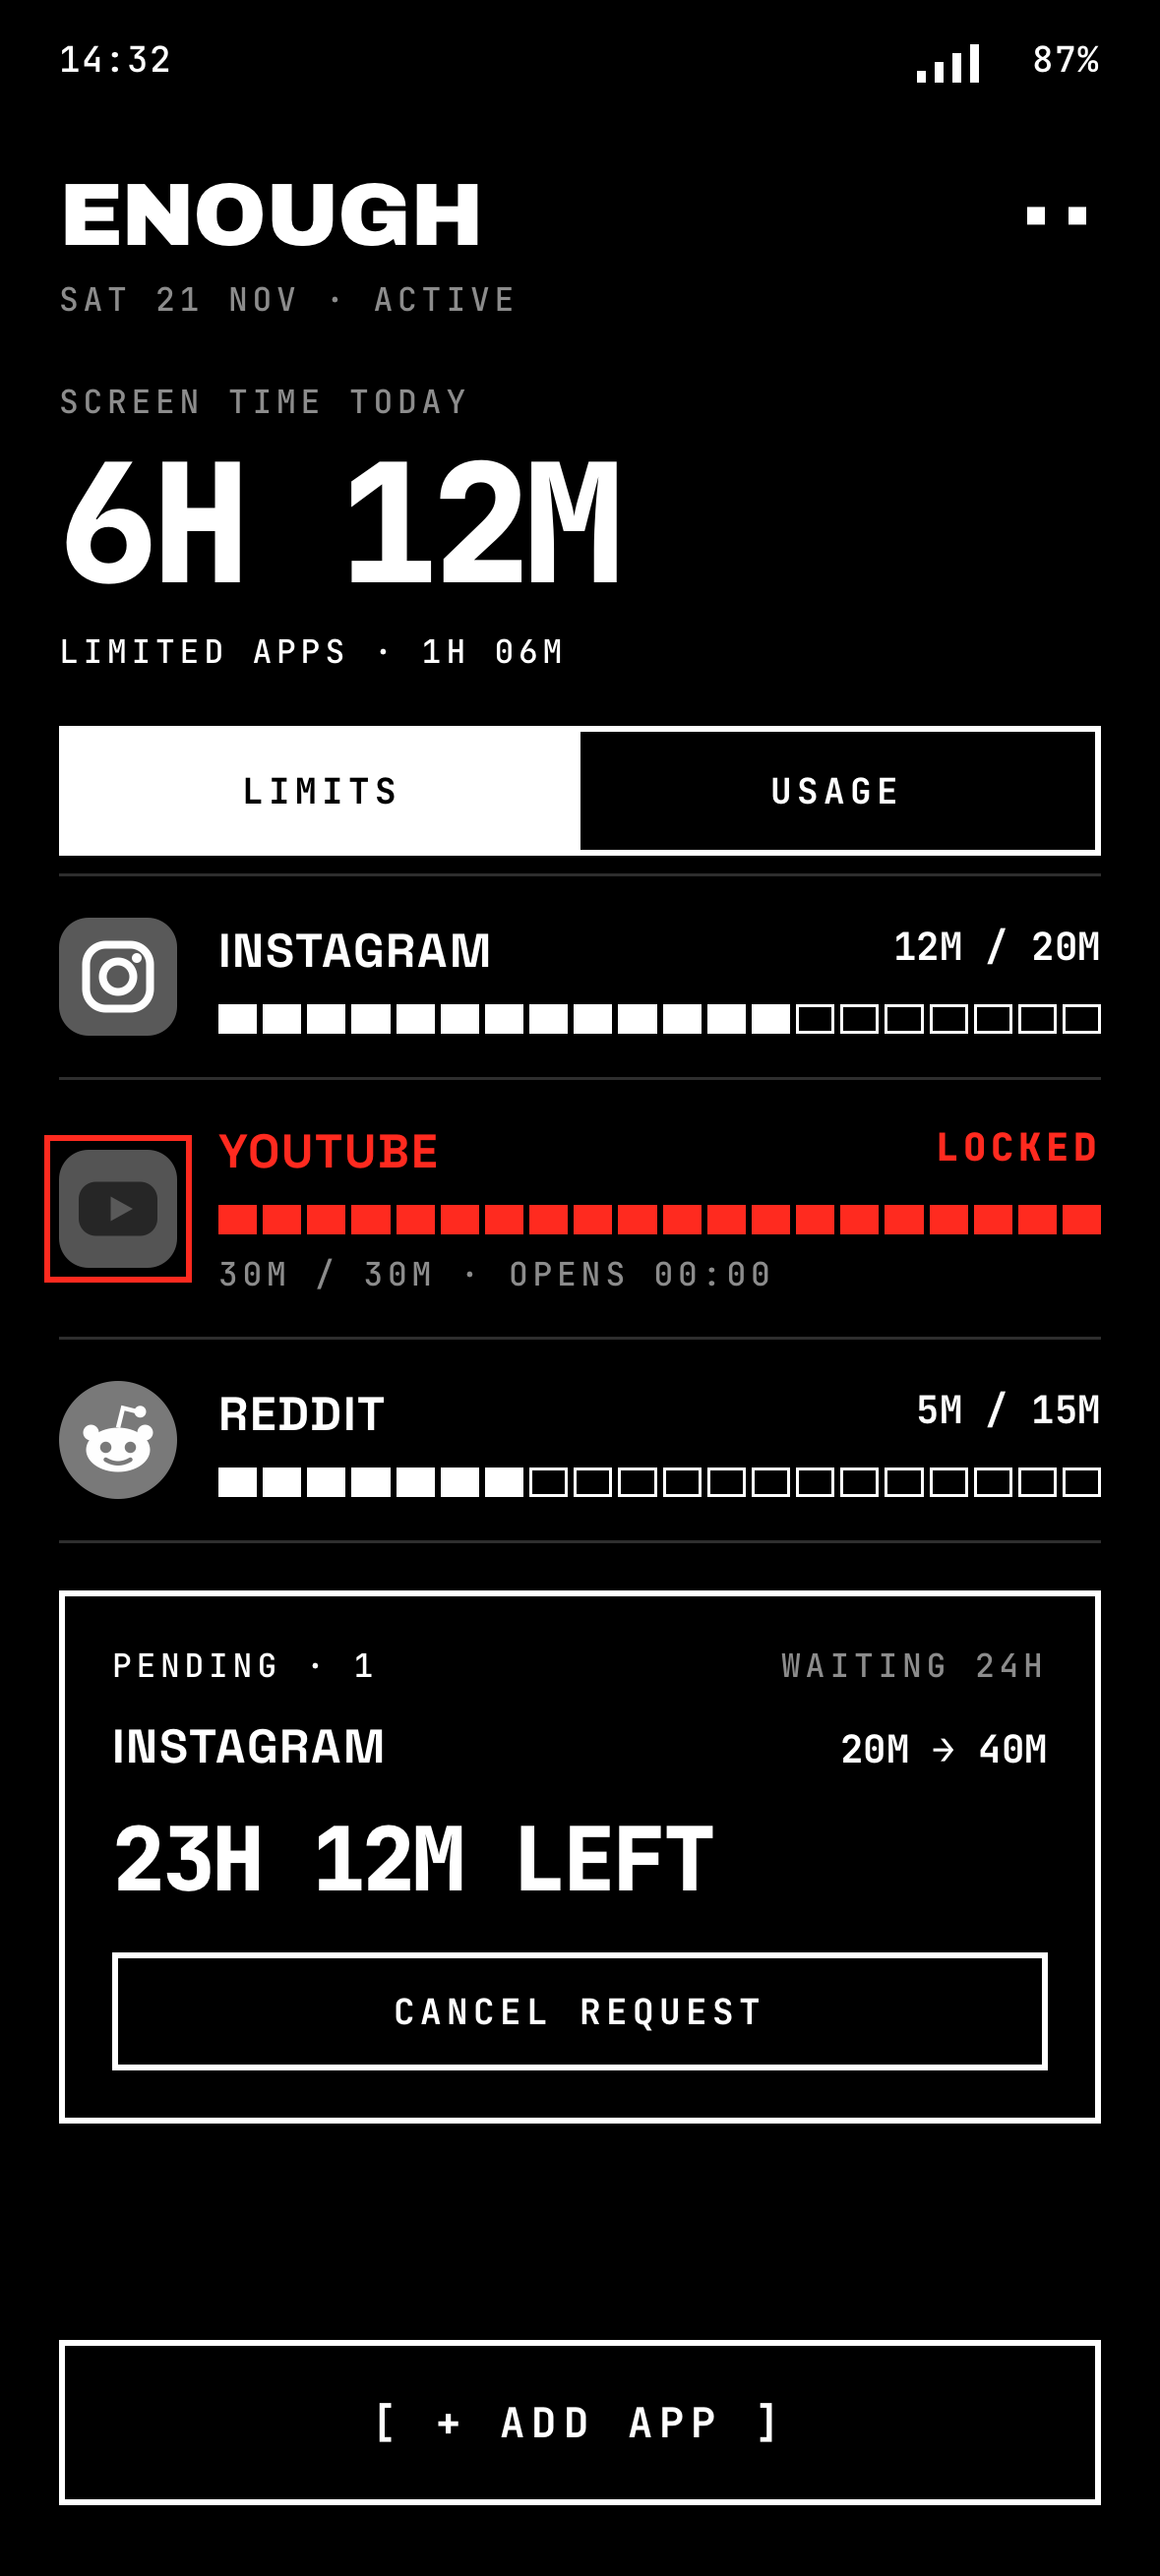 14:32 87%
ENOUGH
SAT 21 NOV · ACTIVE
SCREEN TIME TODAY
6H 12M
LIMITED APPS · 1H 06M
LIMITS USAGE
INSTAGRAM 12M / 20M
YOUTUBE LOCKED
30M / 30M · OPENS 00:00
REDDIT 5M / 15M
PENDING · 1 WAITING 24H
INSTAGRAM 20M → 40M
23H 12M LEFT
CANCEL REQUEST
[ + ADD APP ]